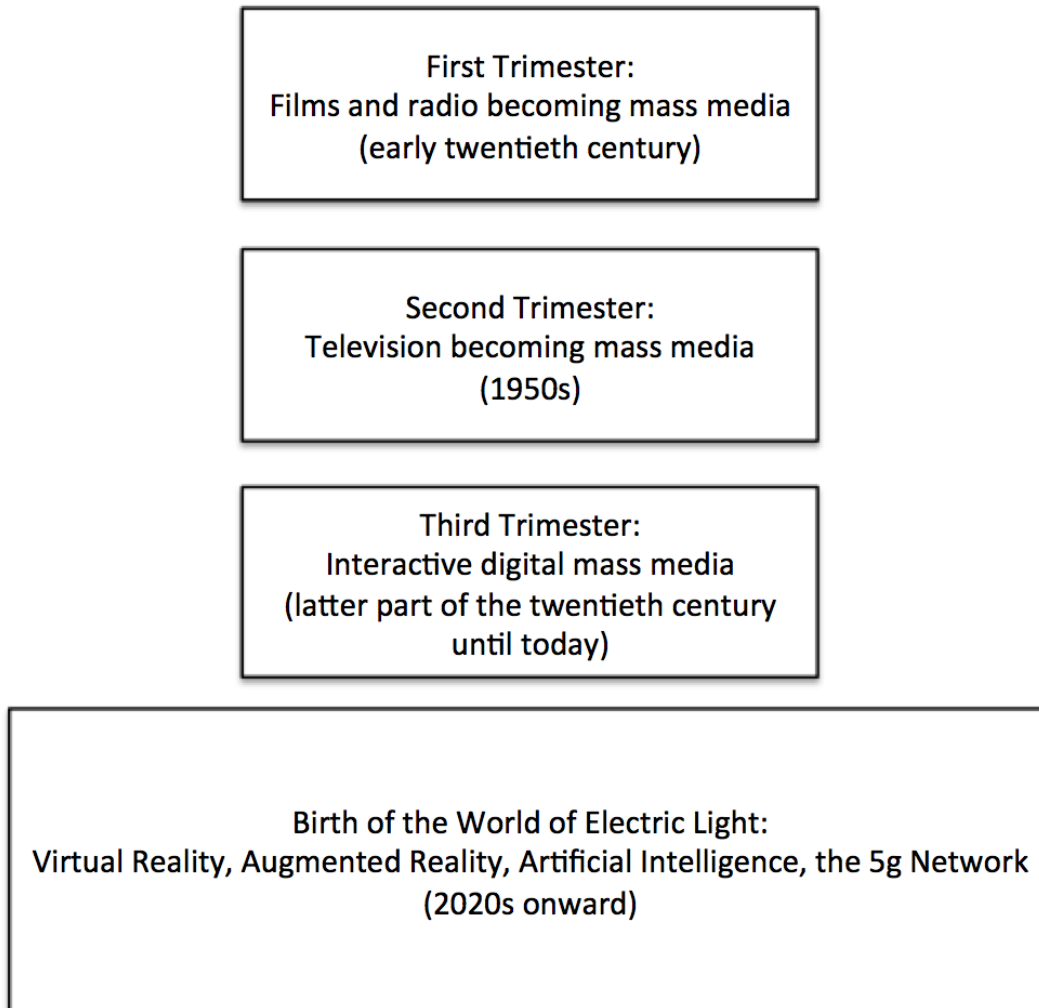 First Trimester:
Films and radio becoming mass media
(early twentieth century)
Second Trimester:
Television becoming mass media
(1950s)
Third Trimester:
Interactive digital mass media
(latter part of the twentieth century
until today)
Birth of the World of Electric Light:
Virtual Reality, Augmented Reality, Artificial Intelligence, the 5g Network
(2020s onward)